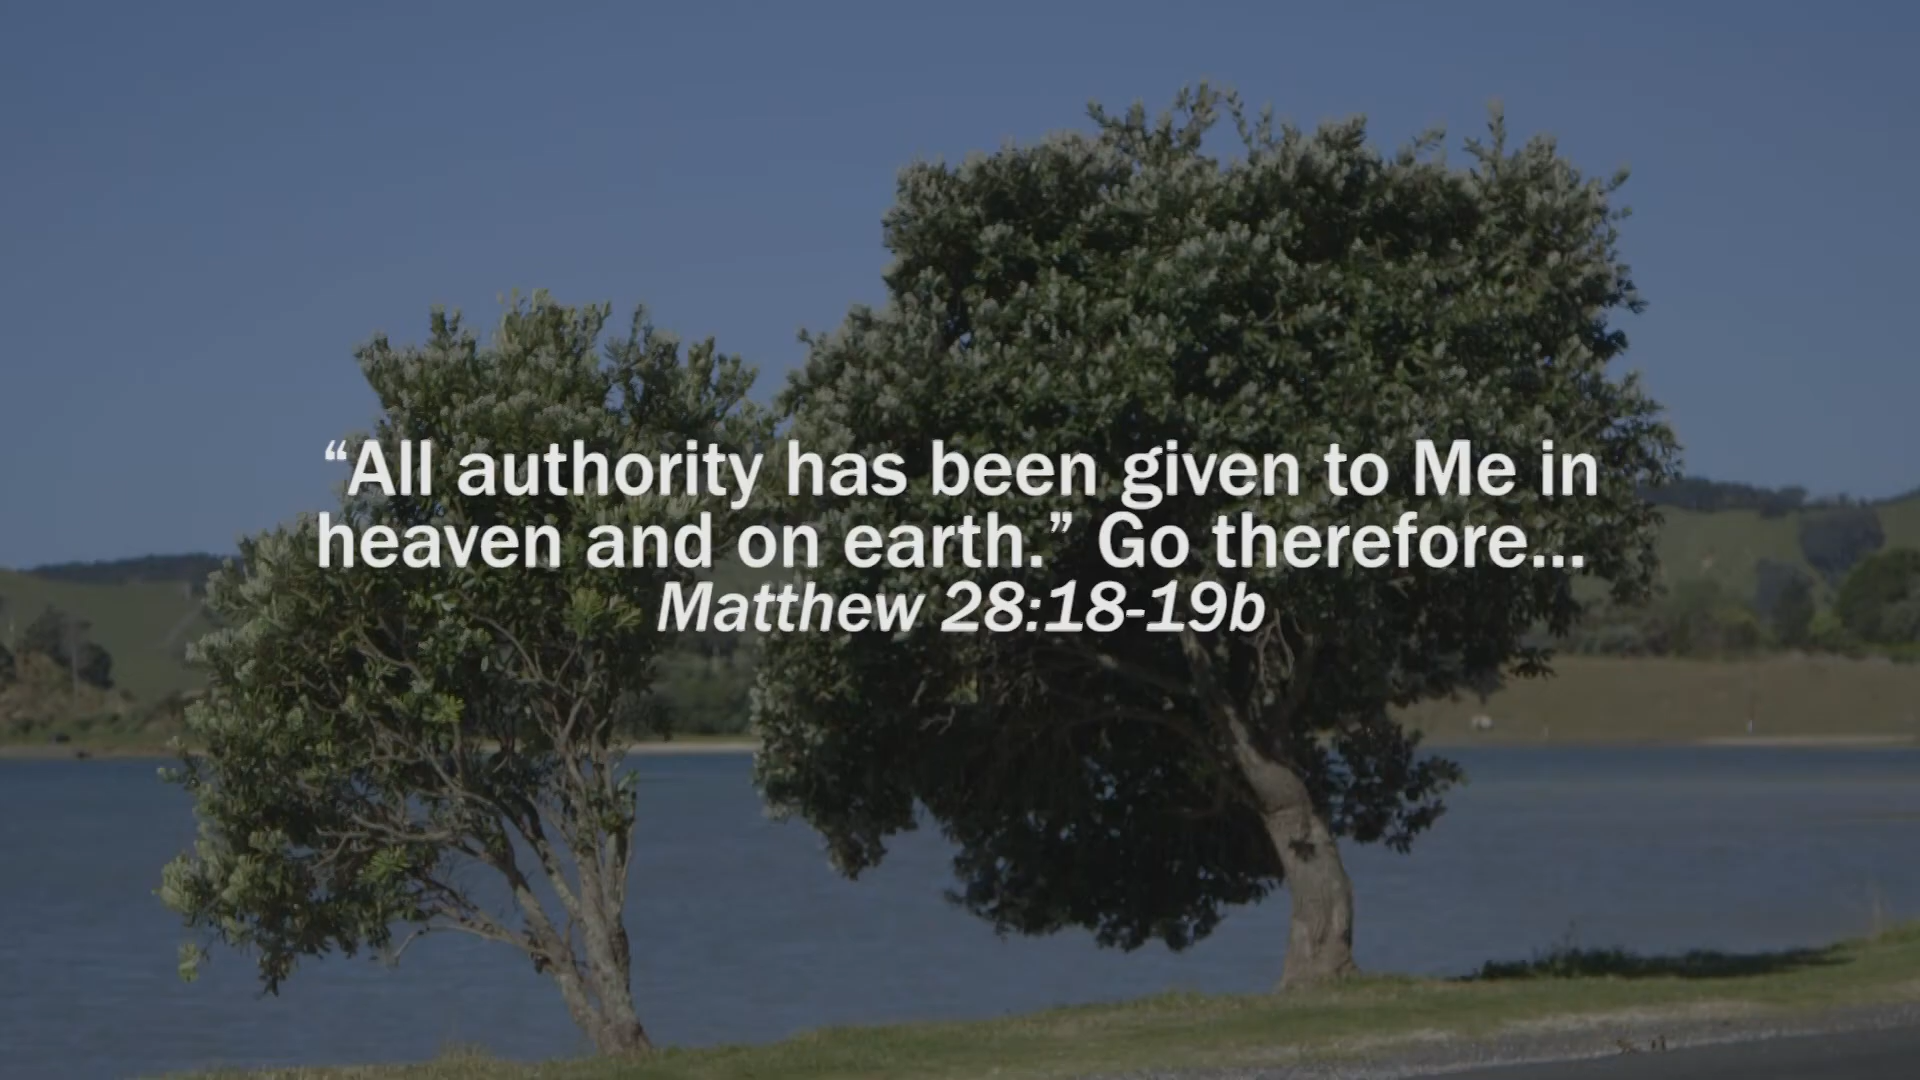 “All authority has been given to Me in
heaven and on earth.” Go therefore...
Matthew 28:18-19b